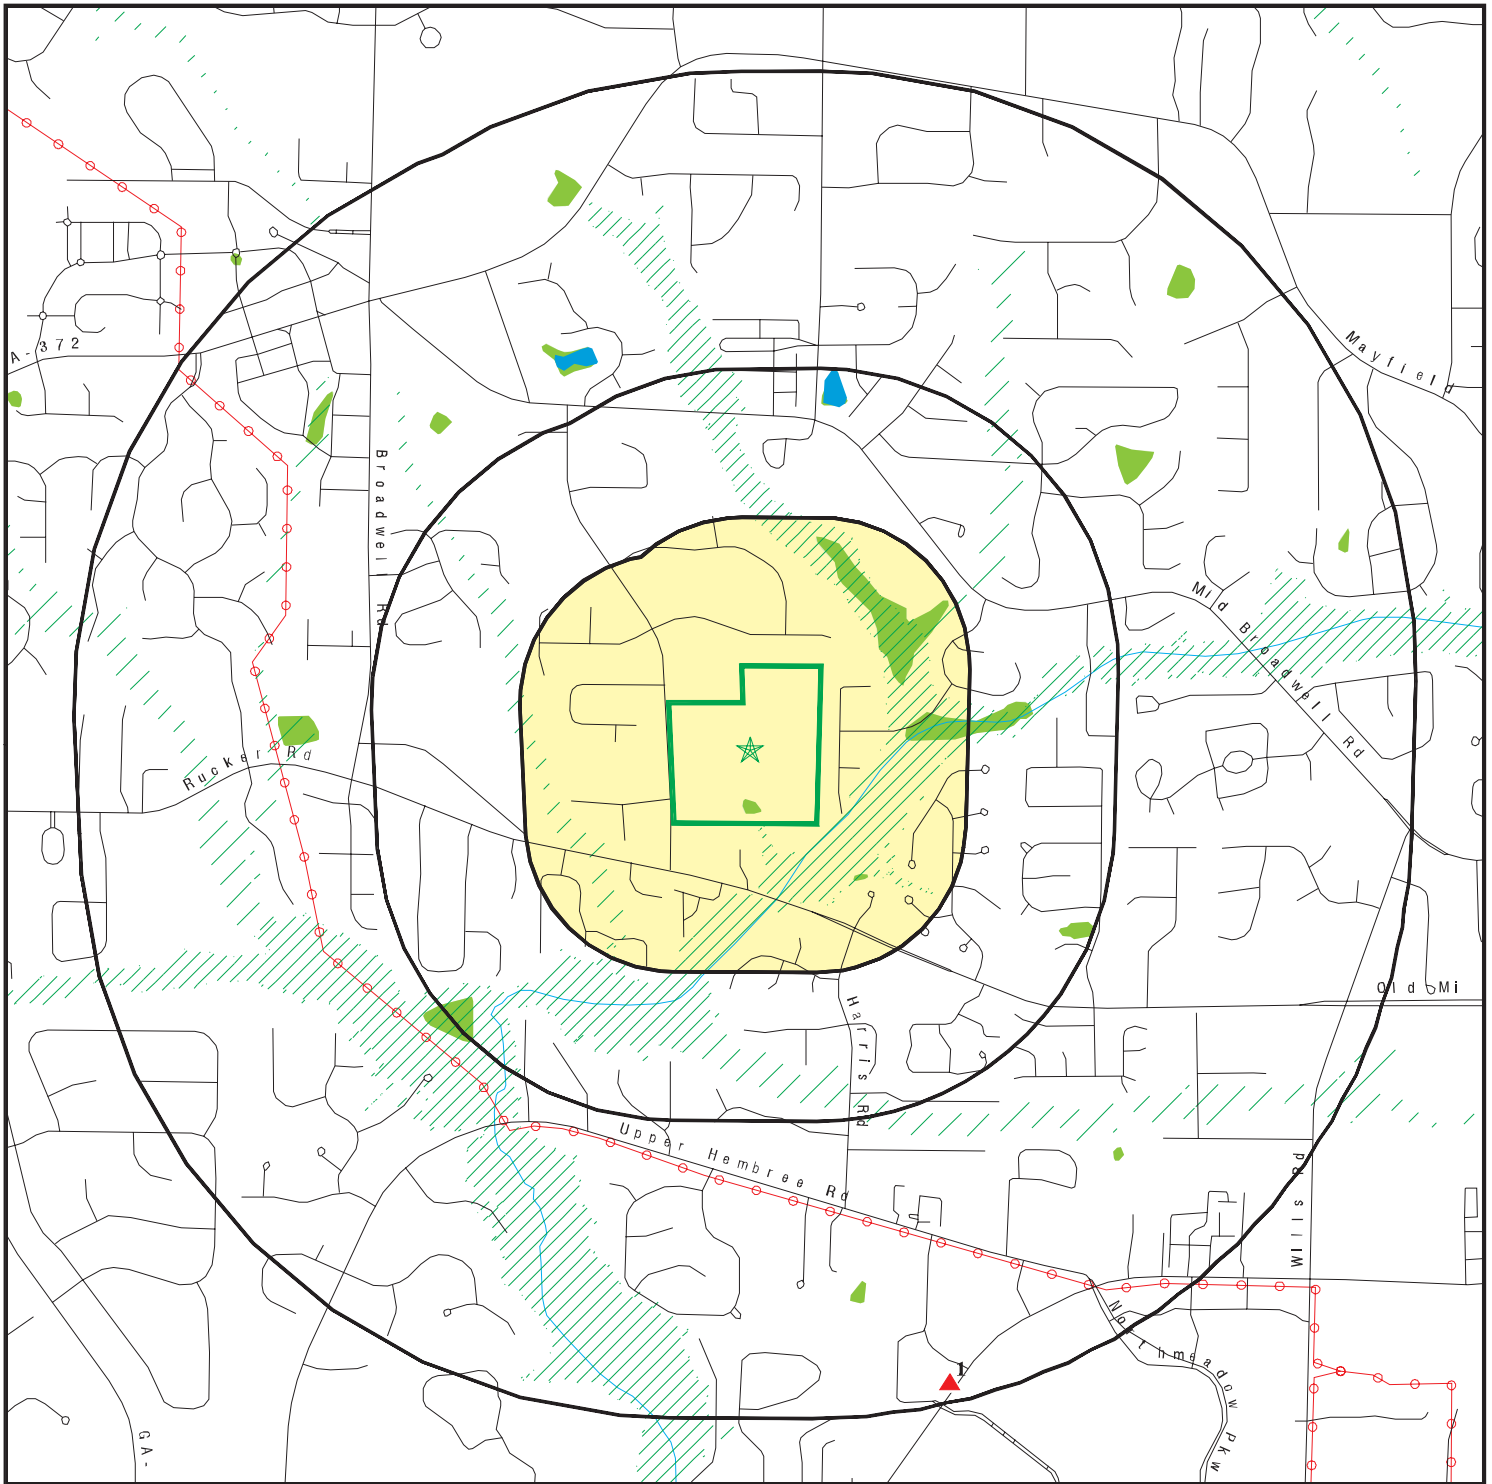 A-372
Mayfield
Broadwell Rd
Mid Broadwell Rd
Rucker Rd
Old Mi
Harris Rd
Upper Hembree Rd
Willis Rd
Northmeadow Pkw
1
GA-